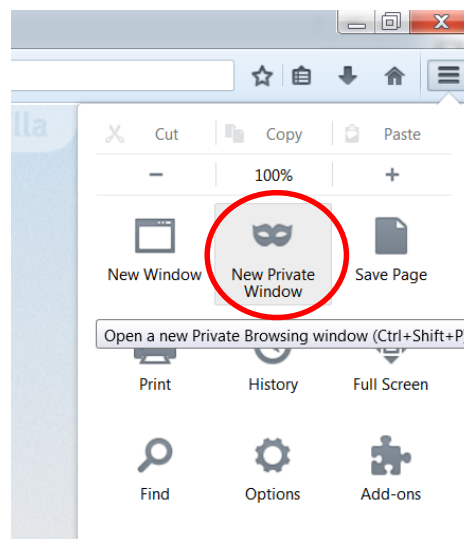 lla
Cut Copy Paste
− 100% +
New Window New Private Window Save Page
Open a new Private Browsing window (Ctrl+Shift+P
Print History Full Screen
Find Options Add-ons